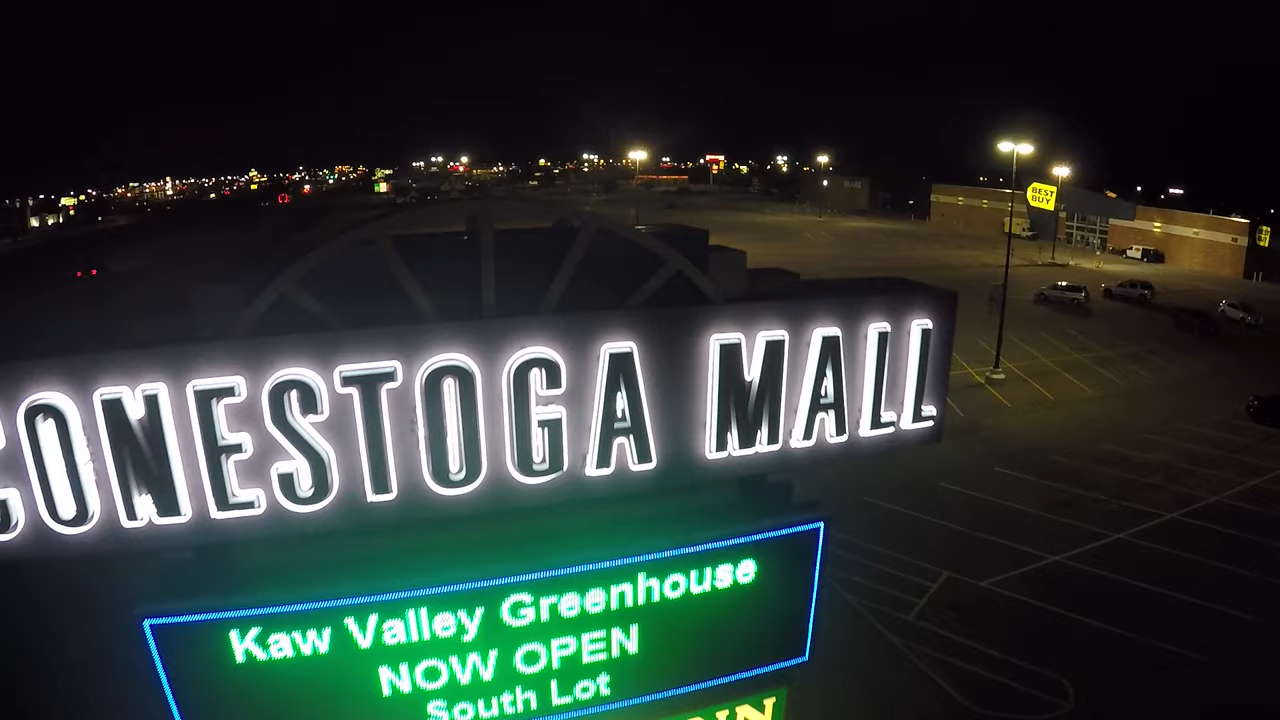 CONESTOGA MALL
Kaw Valley Greenhouse
NOW OPEN
South Lot
BEST
BUY